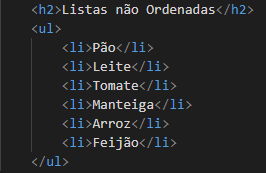 <h2>Listas não Ordenadas</h2>
<ul>
<li>Pão</li>
<li>Leite</li>
<li>Tomate</li>
<li>Manteiga</li>
<li>Arroz</li>
<li>Feijão</li>
</ul>